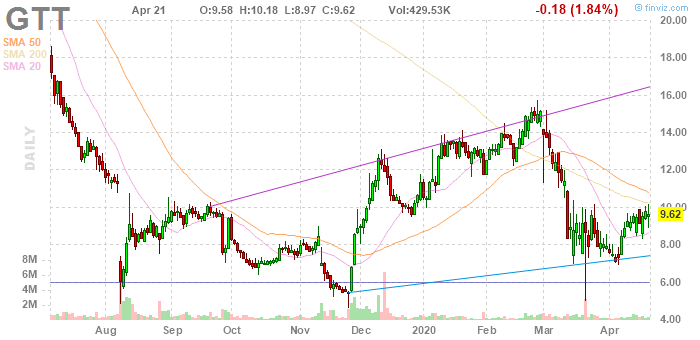 GTT
Apr 21
O:9.58 H:10.18 L:8.97 C:9.62
Vol:429.53K
© finviz.com
-0.18 (1.84%)
SMA 50
SMA 200
SMA 20
DAILY
20.00
18.00
16.00
14.00
12.00
10.00
9.62
8.00
6.00
4.00
8M
6M
4M
2M
Aug Sep Oct Nov Dec 2020 Feb Mar Apr